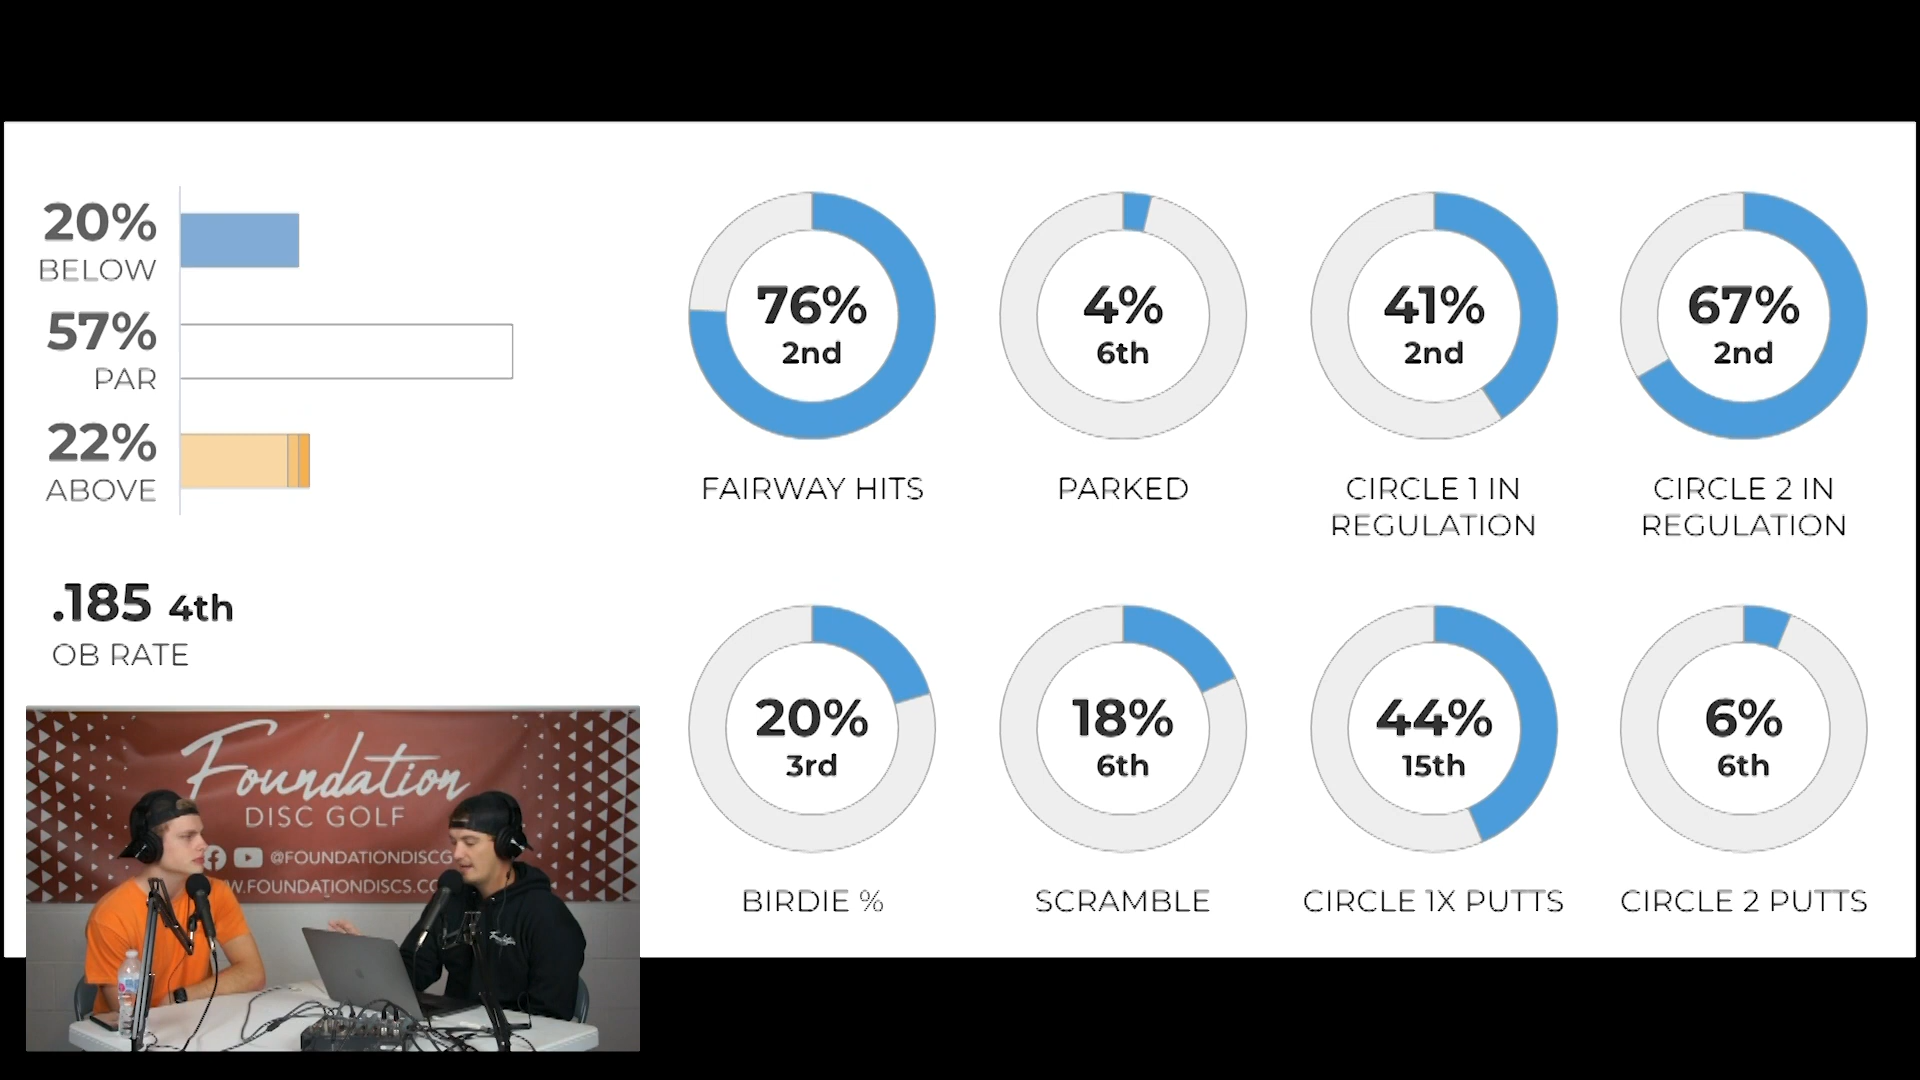 20%
BELOW
57%
PAR
22%
ABOVE
.185 4th
OB RATE
76%
2nd
FAIRWAY HITS
4%
6th
PARKED
41%
2nd
CIRCLE 1 IN
REGULATION
67%
2nd
CIRCLE 2 IN
REGULATION
20%
3rd
BIRDIE %
18%
6th
SCRAMBLE
44%
15th
CIRCLE 1X PUTTS
6%
6th
CIRCLE 2 PUTTS
Foundation
DISC GOLF
@FOUNDATIONDISCG
W.FOUNDATIONDISCS.CO